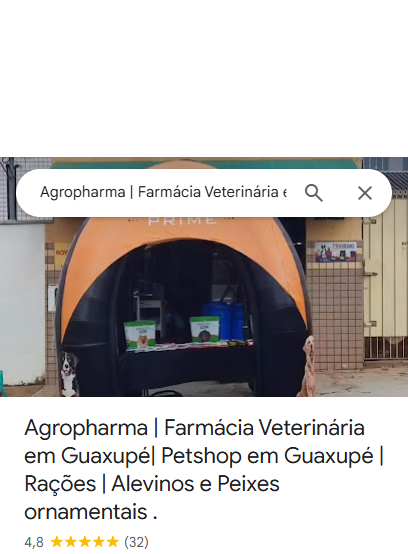 Agropharma | Farmácia Veterinária e
PRIME
Agropharma | Farmácia Veterinária
em Guaxupé| Petshop em Guaxupé |
Rações | Alevinos e Peixes
ornamentais .
4,8 ★★★★★ (32)